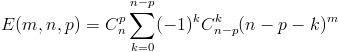 E(m, n, p) = C_n^p \sum_{k=0}^{n-p} (-1)^k C_{n-p}^k (n - p - k)^m